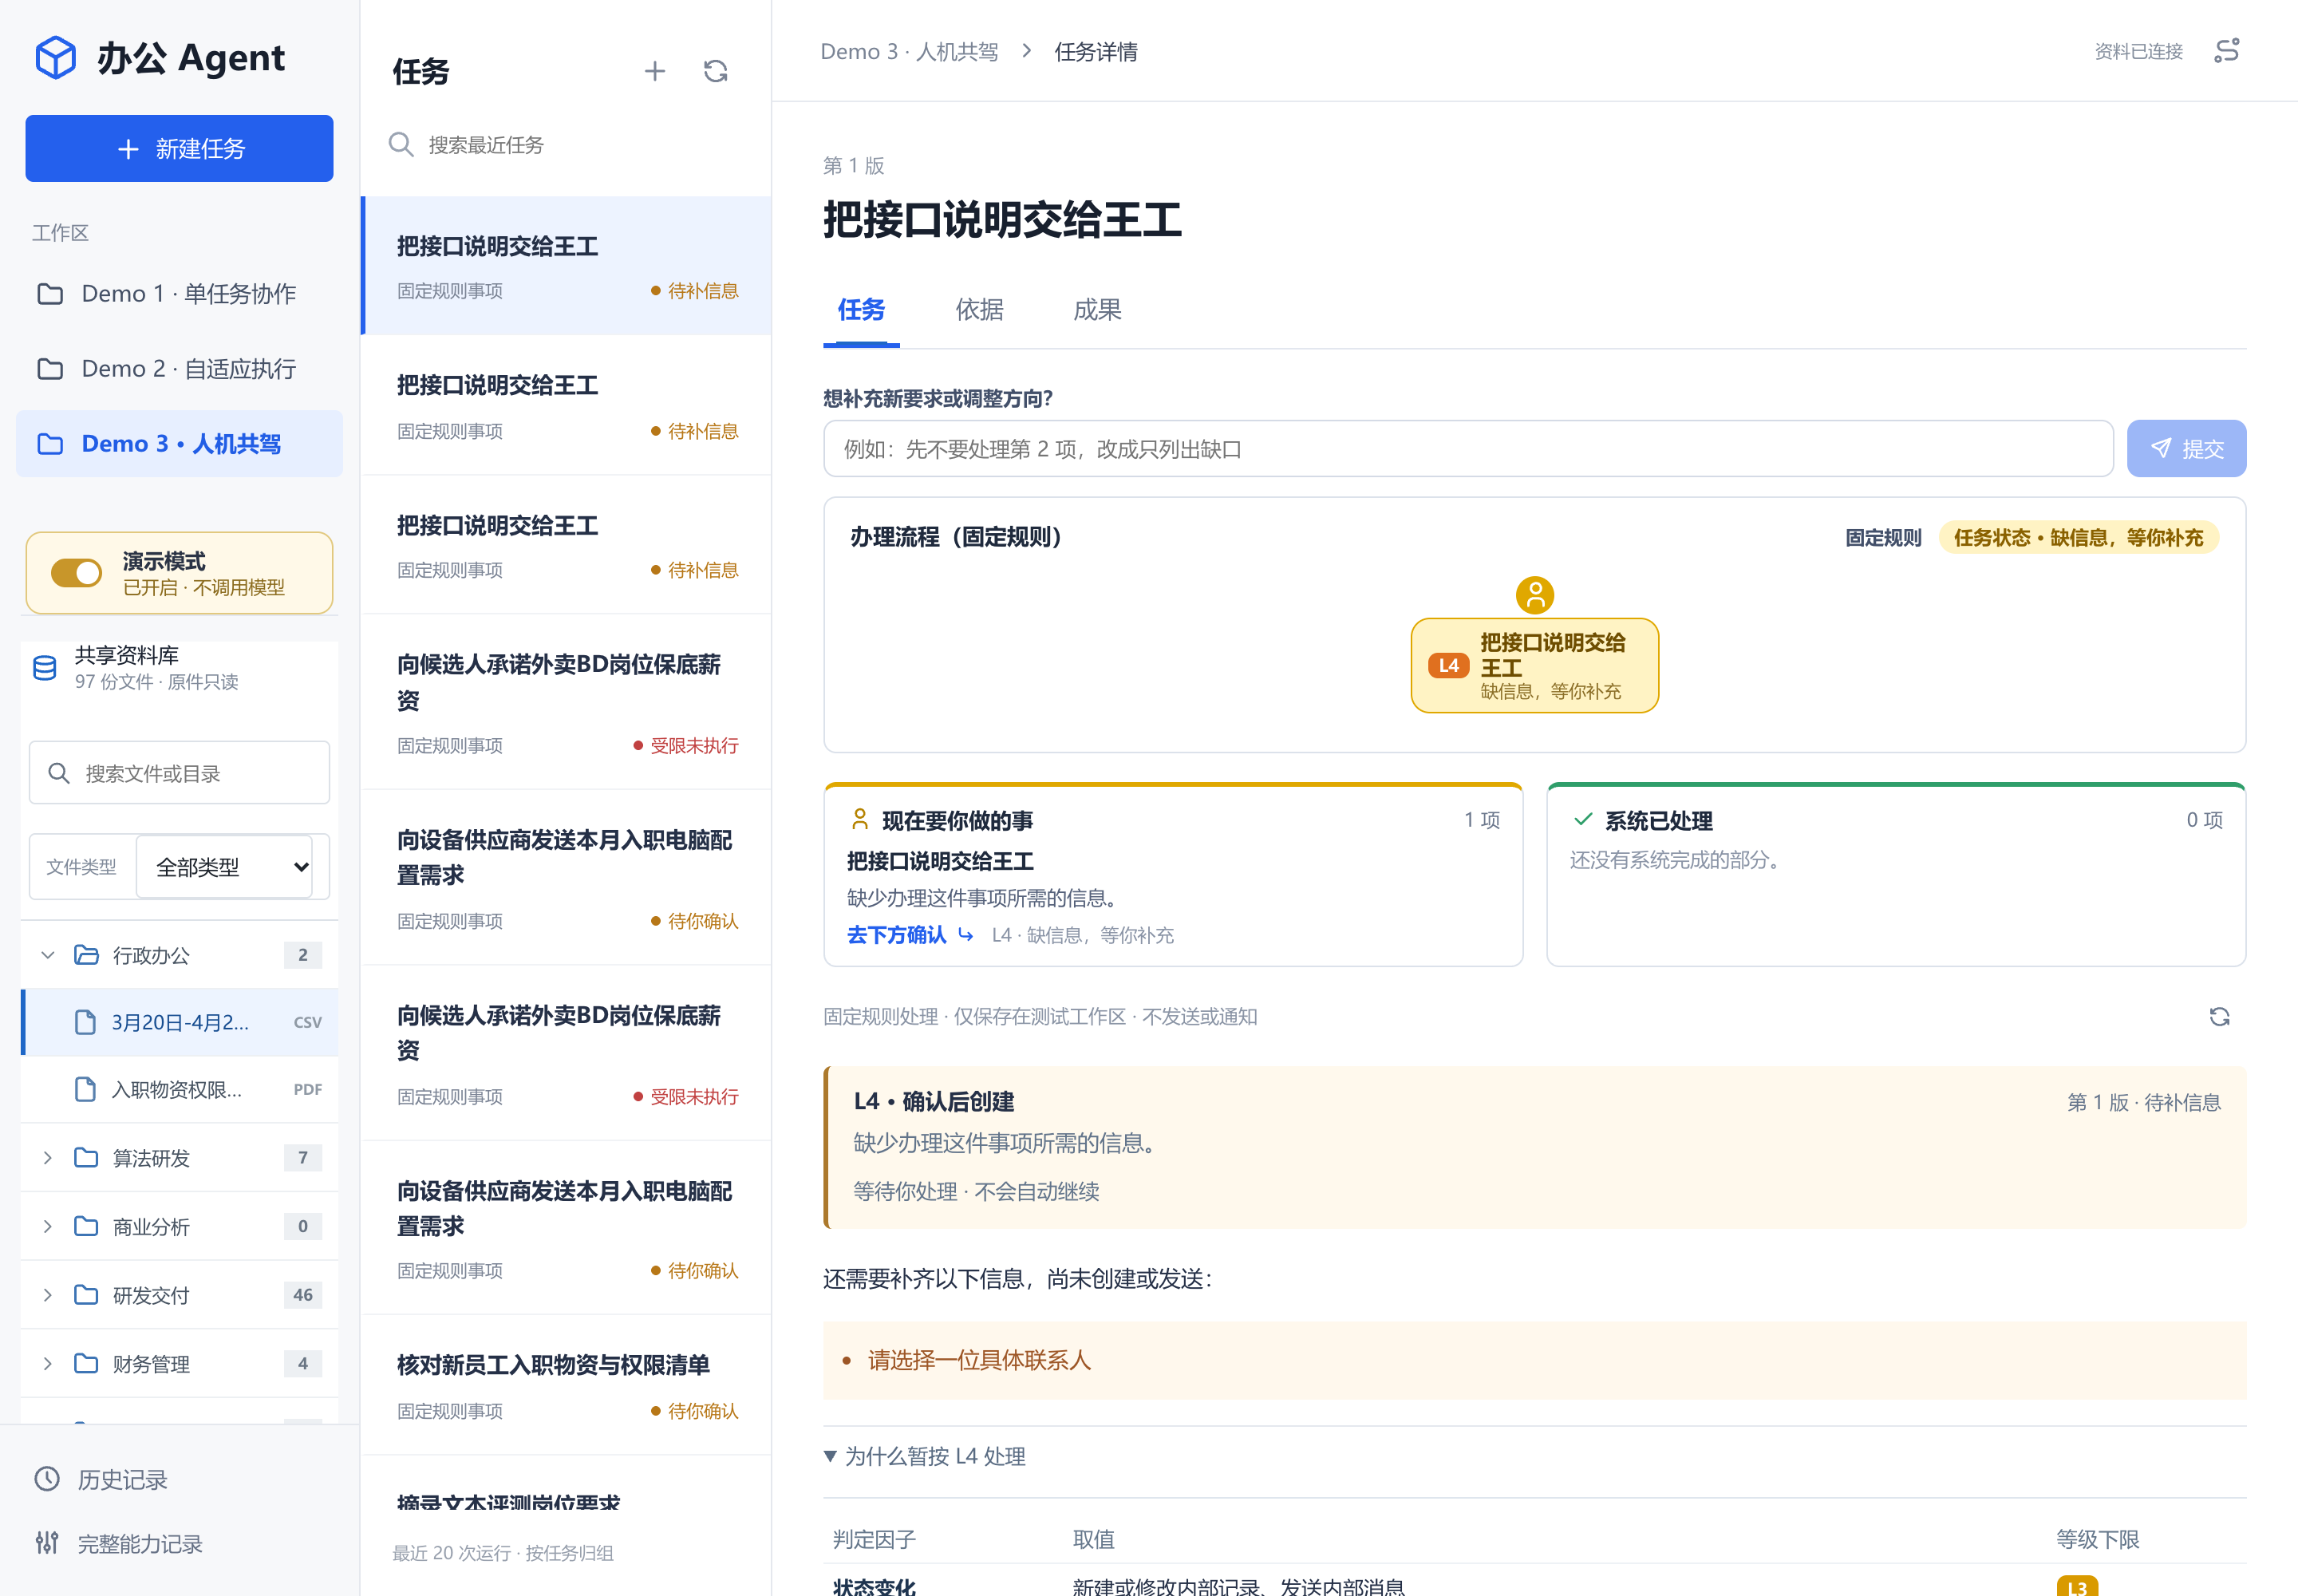 办公 Agent
新建任务
工作区
Demo 1 · 单任务协作
Demo 2 · 自适应执行
Demo 3 · 人机共驾
演示模式
已开启 · 不调用模型
共享资料库
97 份文件 · 原件只读
搜索文件或目录
文件类型
全部类型
行政办公
2
3月20日-4月2...
CSV
入职物资权限...
PDF
算法研发
7
商业分析
0
研发交付
46
财务管理
4
历史记录
完整能力记录
任务
搜索最近任务
把接口说明交给王工
固定规则事项
待补信息
把接口说明交给王工
固定规则事项
待补信息
把接口说明交给王工
固定规则事项
待补信息
向候选人承诺外卖BD岗位保底薪
资
固定规则事项
受限未执行
向设备供应商发送本月入职电脑配
置需求
固定规则事项
待你确认
向候选人承诺外卖BD岗位保底薪
资
固定规则事项
受限未执行
向设备供应商发送本月入职电脑配
置需求
固定规则事项
待你确认
核对新员工入职物资与权限清单
固定规则事项
待你确认
摘录文本评测岗位要求
最近 20 次运行 · 按任务归组
Demo 3 · 人机共驾
任务详情
资料已连接
第 1 版
把接口说明交给王工
任务
依据
成果
想补充新要求或调整方向？
例如：先不要处理第 2 项，改成只列出缺口
提交
办理流程（固定规则）
固定规则
任务状态 · 缺信息，等你补充
L4
把接口说明交给
王工
缺信息，等你补充
现在要你做的事
1 项
把接口说明交给王工
缺少办理这件事项所需的信息。
去下方确认
L4 · 缺信息，等你补充
系统已处理
0 项
还没有系统完成的部分。
固定规则处理 · 仅保存在测试工作区 · 不发送或通知
L4 · 确认后创建
第 1 版 · 待补信息
缺少办理这件事项所需的信息。
等待你处理 · 不会自动继续
还需要补齐以下信息，尚未创建或发送：
请选择一位具体联系人
为什么暂按 L4 处理
判定因子
取值
等级下限
状态变化
新建或修改内部记录、发送内部消息
L3